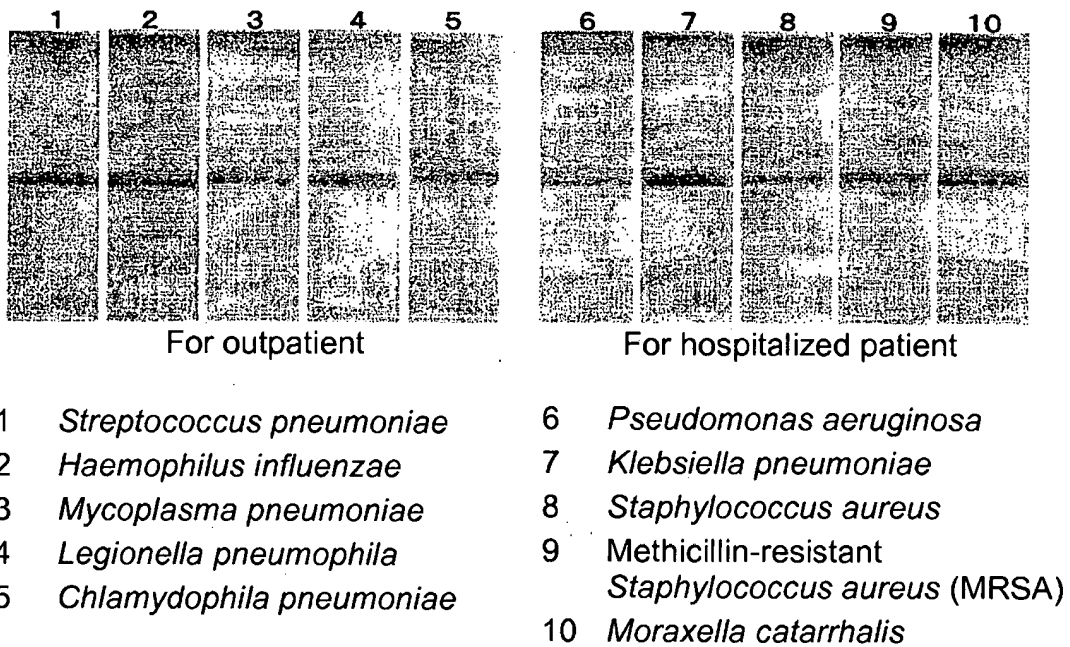 1 2 3 4 5 6 7 8 9 10
For outpatient For hospitalized patient
1 Streptococcus pneumoniae
2 Haemophilus influenzae
3 Mycoplasma pneumoniae
4 Legionella pneumophila
5 Chlamydophila pneumoniae
6 Pseudomonas aeruginosa
7 Klebsiella pneumoniae
8 Staphylococcus aureus
9 Methicillin-resistant
Staphylococcus aureus (MRSA)
10 Moraxella catarrhalis